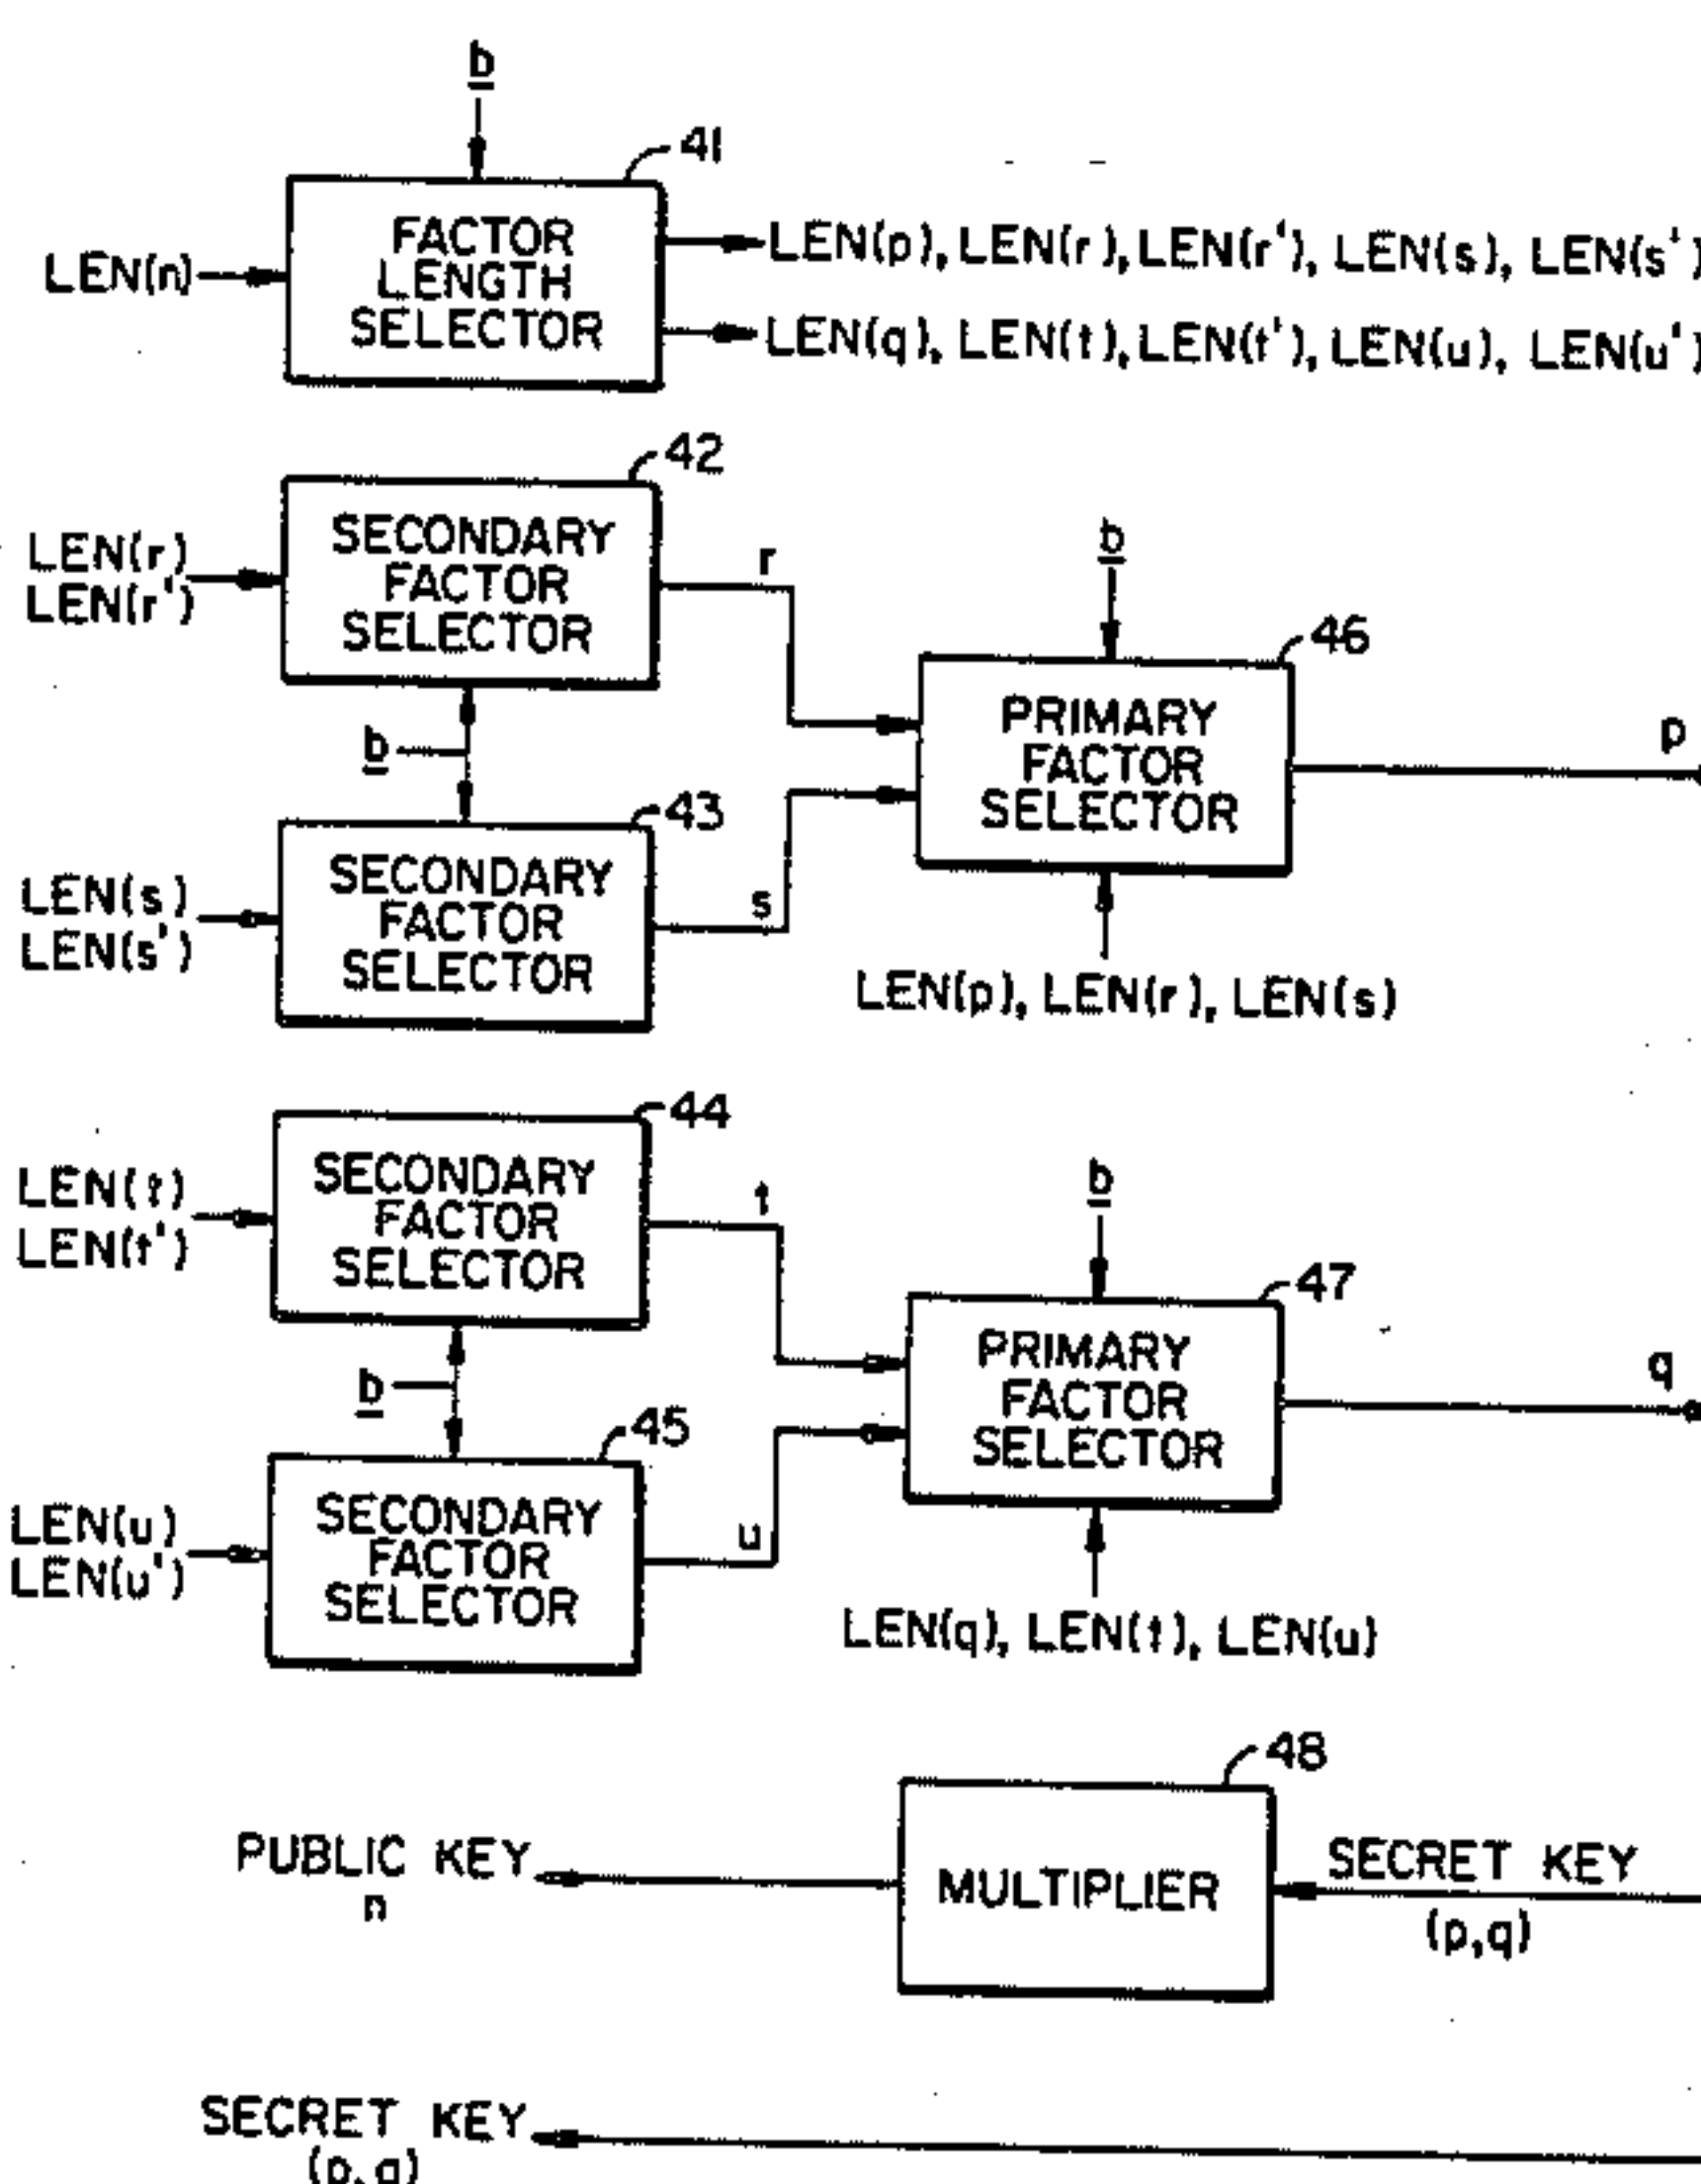 b
41
FACTOR
LENGTH
SELECTOR
LEN(n)
LEN(p), LEN(r), LEN(r'), LEN(s), LEN(s')
LEN(q), LEN(t), LEN(t'), LEN(u), LEN(u')
42
SECONDARY
FACTOR
SELECTOR
LEN(r)
LEN(r')
r
b
46
PRIMARY
FACTOR
SELECTOR
p
b
43
SECONDARY
FACTOR
SELECTOR
LEN(s)
LEN(s')
s
LEN(p), LEN(r), LEN(s)
44
SECONDARY
FACTOR
SELECTOR
LEN(t)
LEN(t')
t
b
47
PRIMARY
FACTOR
SELECTOR
q
b
45
SECONDARY
FACTOR
SELECTOR
LEN(u)
LEN(u')
u
LEN(q), LEN(t), LEN(u)
48
MULTIPLIER
PUBLIC KEY
n
SECRET KEY
(p,q)
SECRET KEY
(p,q)